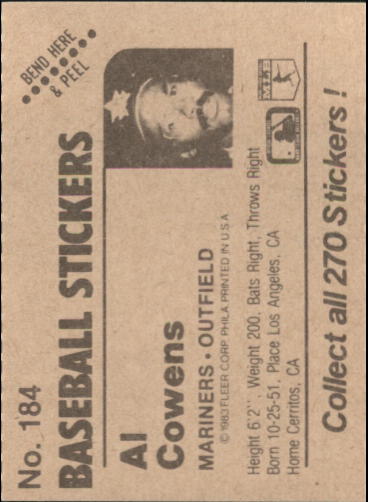 No. 184
BEND HERE
& PEEL
BASEBALL STICKERS
Al
Cowens
MARINERS • OUTFIELD
© 1983 FLEER CORP. PHILA. PRINTED IN U.S.A
Height 6'2", Weight 200, Bats Right, Throws Right
Born 10-25-51, Place Los Angeles, CA
Home Cerritos, CA
Collect all 270 Stickers!